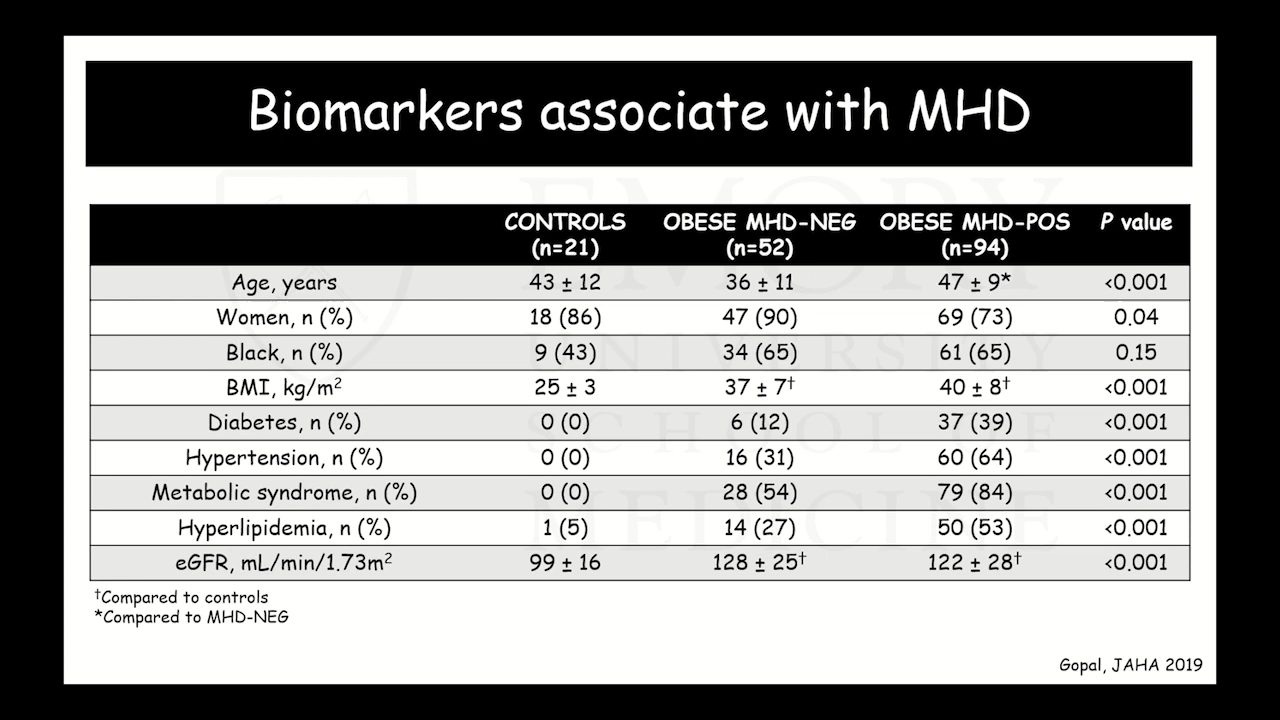 Biomarkers associate with MHD
CONTROLS (n=21) OBESE MHD-NEG (n=52) OBESE MHD-POS (n=94) P value
Age, years 43 ± 12 36 ± 11 47 ± 9* <0.001
Women, n (%) 18 (86) 47 (90) 69 (73) 0.04
Black, n (%) 9 (43) 34 (65) 61 (65) 0.15
BMI, kg/m² 25 ± 3 37 ± 7† 40 ± 8† <0.001
Diabetes, n (%) 0 (0) 6 (12) 37 (39) <0.001
Hypertension, n (%) 0 (0) 16 (31) 60 (64) <0.001
Metabolic syndrome, n (%) 0 (0) 28 (54) 79 (84) <0.001
Hyperlipidemia, n (%) 1 (5) 14 (27) 50 (53) <0.001
eGFR, mL/min/1.73m² 99 ± 16 128 ± 25† 122 ± 28† <0.001
†Compared to controls
*Compared to MHD-NEG
Gopal, JAHA 2019
EMORY
UNIVERSITY
SCHOOL OF
MEDICINE